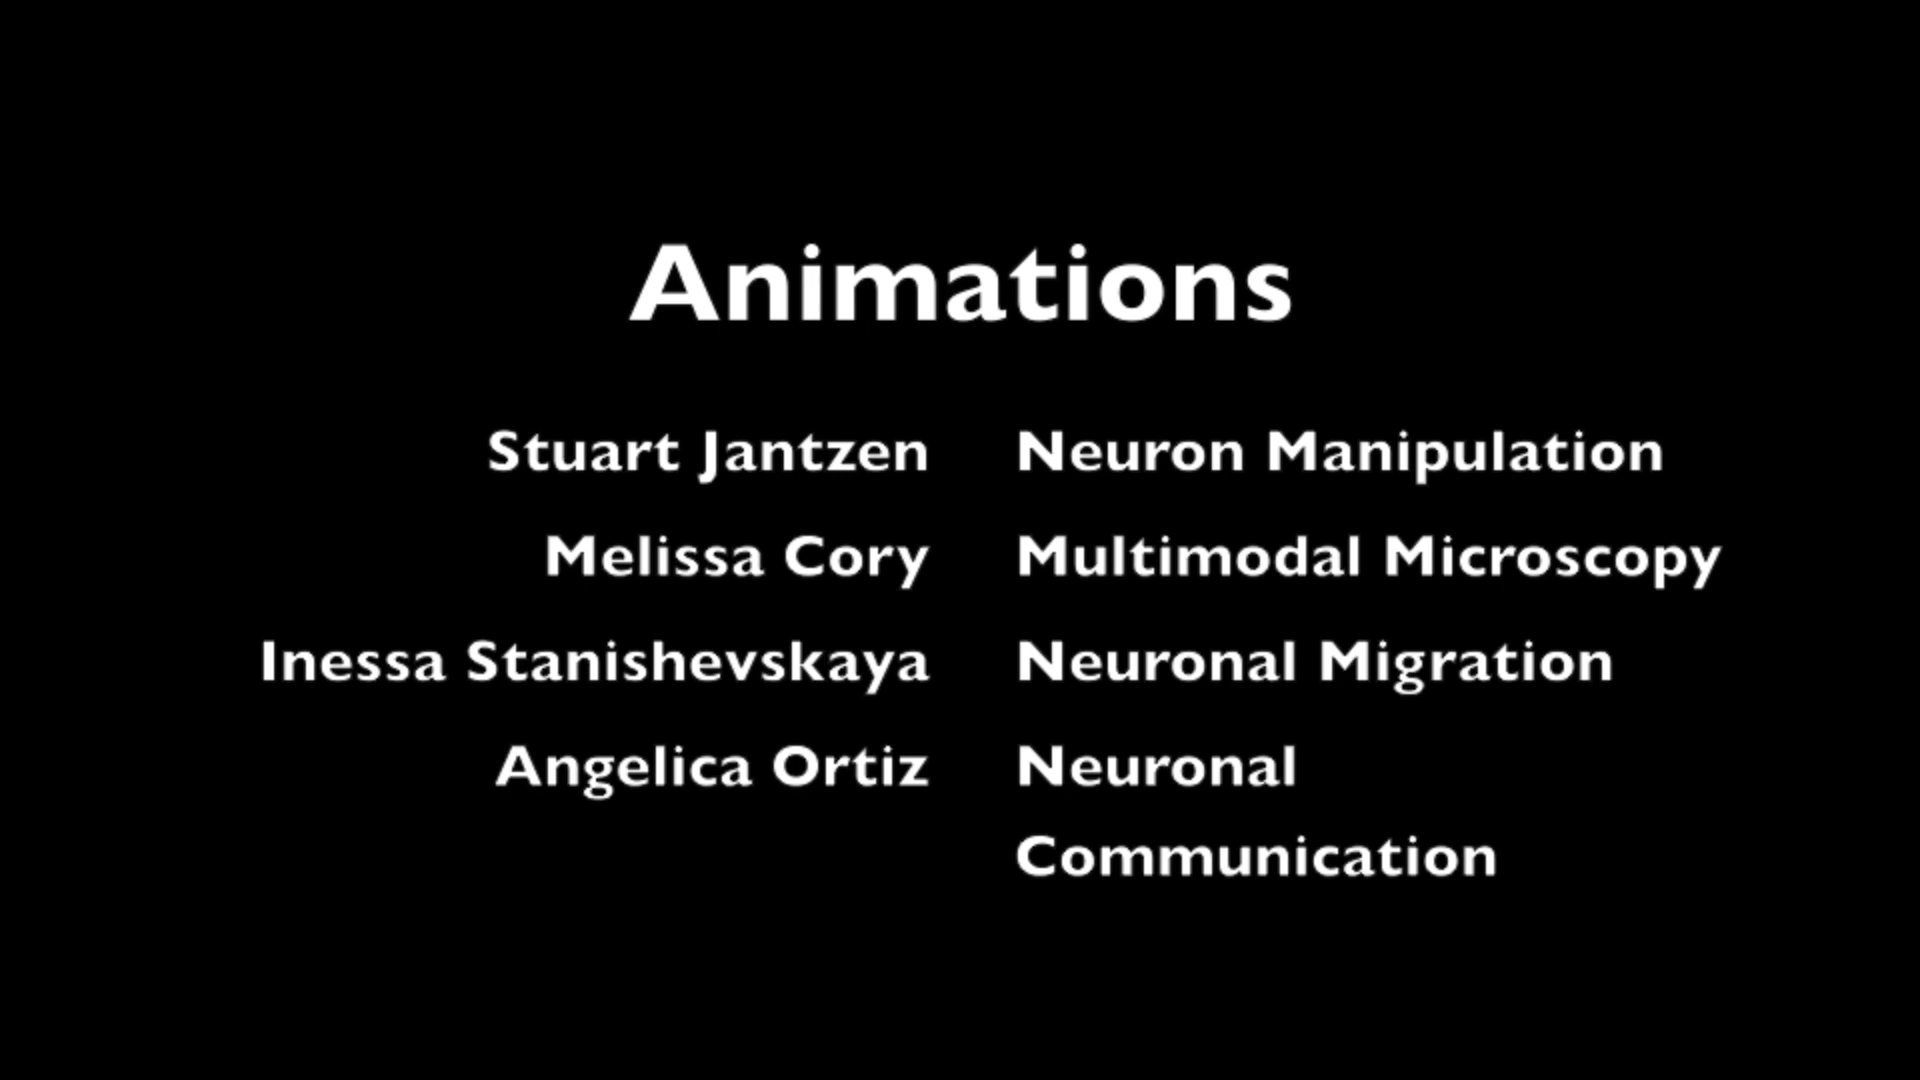 Animations
Stuart Jantzen Neuron Manipulation
Melissa Cory Multimodal Microscopy
Inessa Stanishevskaya Neuronal Migration
Angelica Ortiz Neuronal
Communication